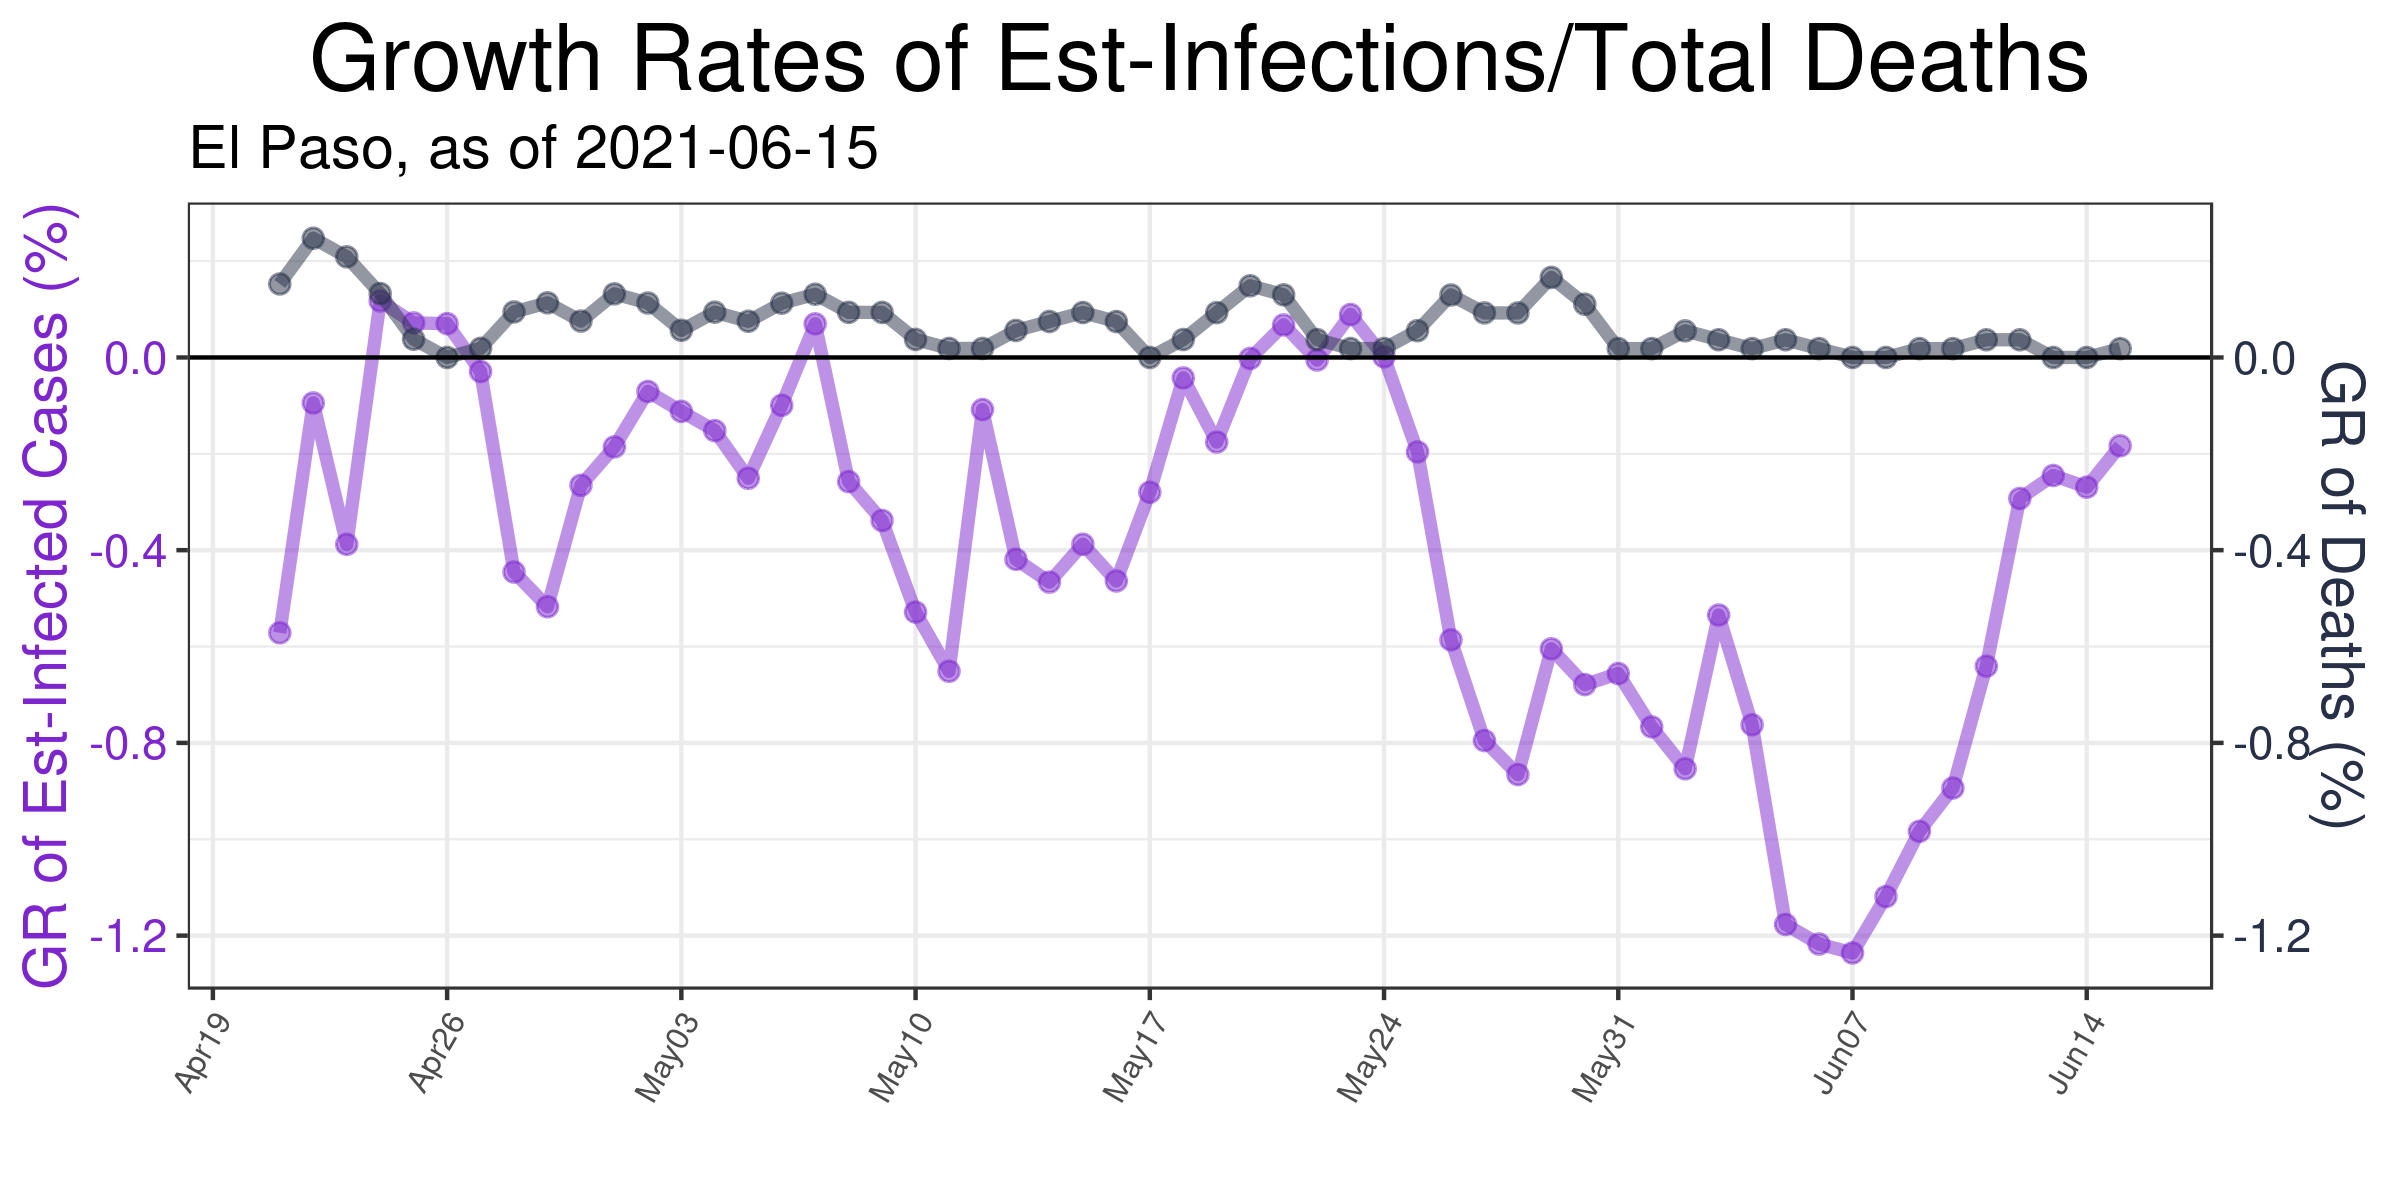 Growth Rates of Est-Infections/Total Deaths
El Paso, as of 2021-06-15
GR of Est-Infected Cases (%)
0.0
-0.4
-0.8
-1.2
0.0
-0.4
-0.8
-1.2
GR of Deaths (%)
Apr19 Apr26 May03 May10 May17 May24 May31 Jun07 Jun14